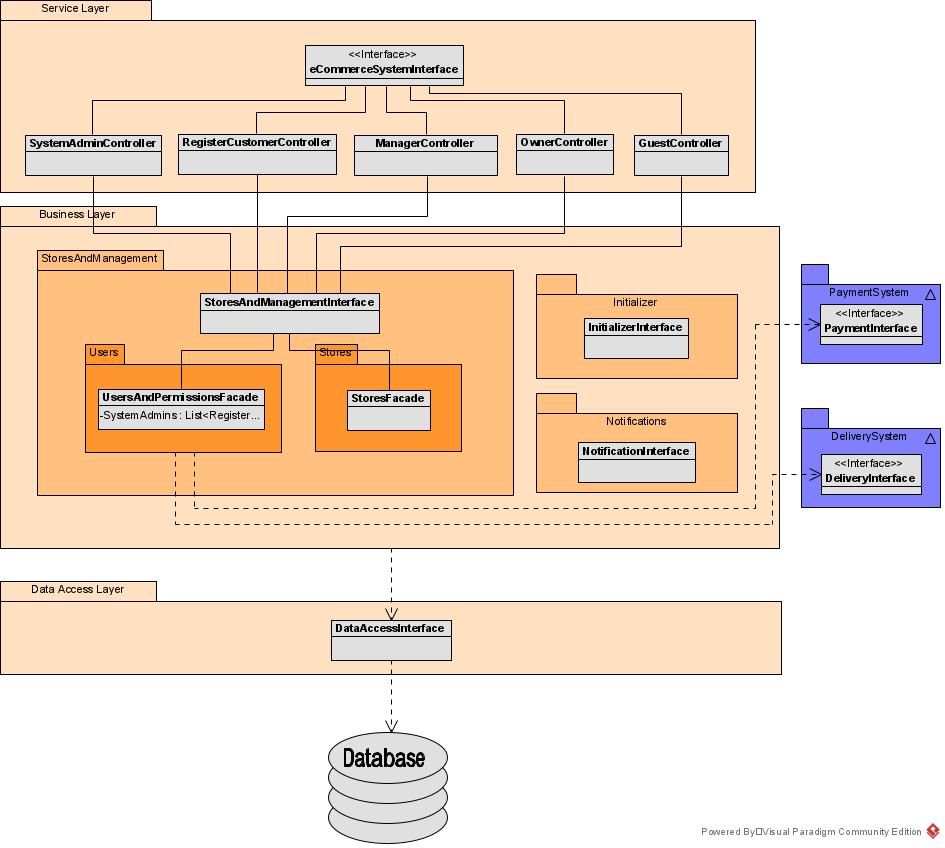 Service Layer
<<Interface>>
eCommerceSystemInterface
SystemAdminController
RegisterCustomerController
ManagerController
OwnerController
GuestController
Business Layer
StoresAndManagement
StoresAndManagementInterface
Users
UsersAndPermissionsFacade
-SystemAdmins : List<Register...
Stores
StoresFacade
Initializer
InitializerInterface
Notifications
NotificationInterface
PaymentSystem
<<Interface>>
PaymentInterface
DeliverySystem
<<Interface>>
DeliveryInterface
Data Access Layer
DataAccessInterface
Database
Powered By□Visual Paradigm Community Edition